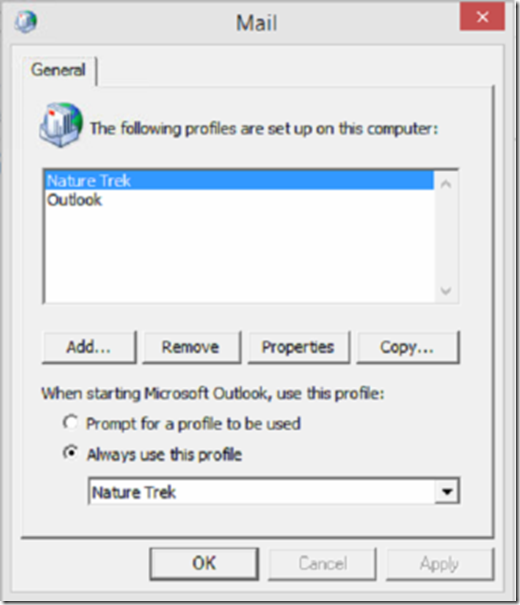 Mail
General
The following profiles are set up on this computer:
Nature Trek
Outlook
Add... Remove Properties Copy...
When starting Microsoft Outlook, use this profile:
Prompt for a profile to be used
Always use this profile
Nature Trek
OK Cancel Apply